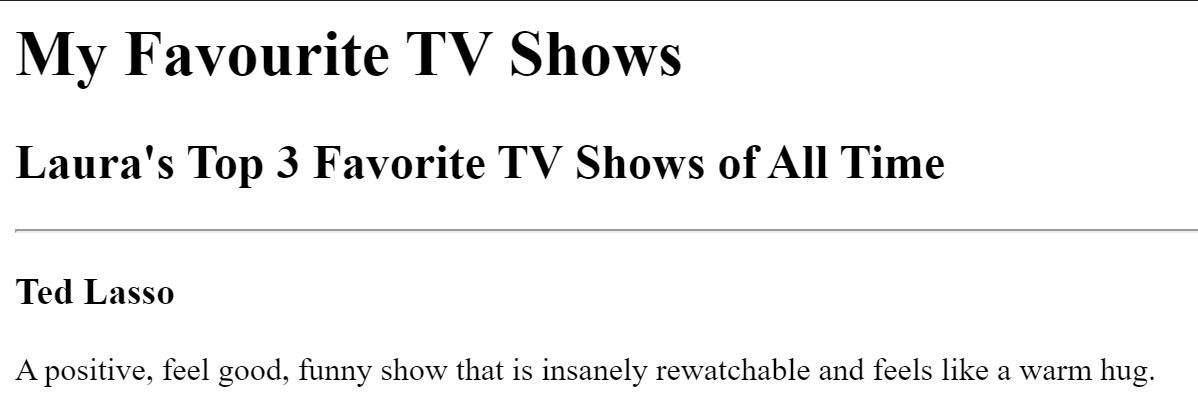 My Favourite TV Shows
Laura's Top 3 Favorite TV Shows of All Time
Ted Lasso
A positive, feel good, funny show that is insanely rewatchable and feels like a warm hug.